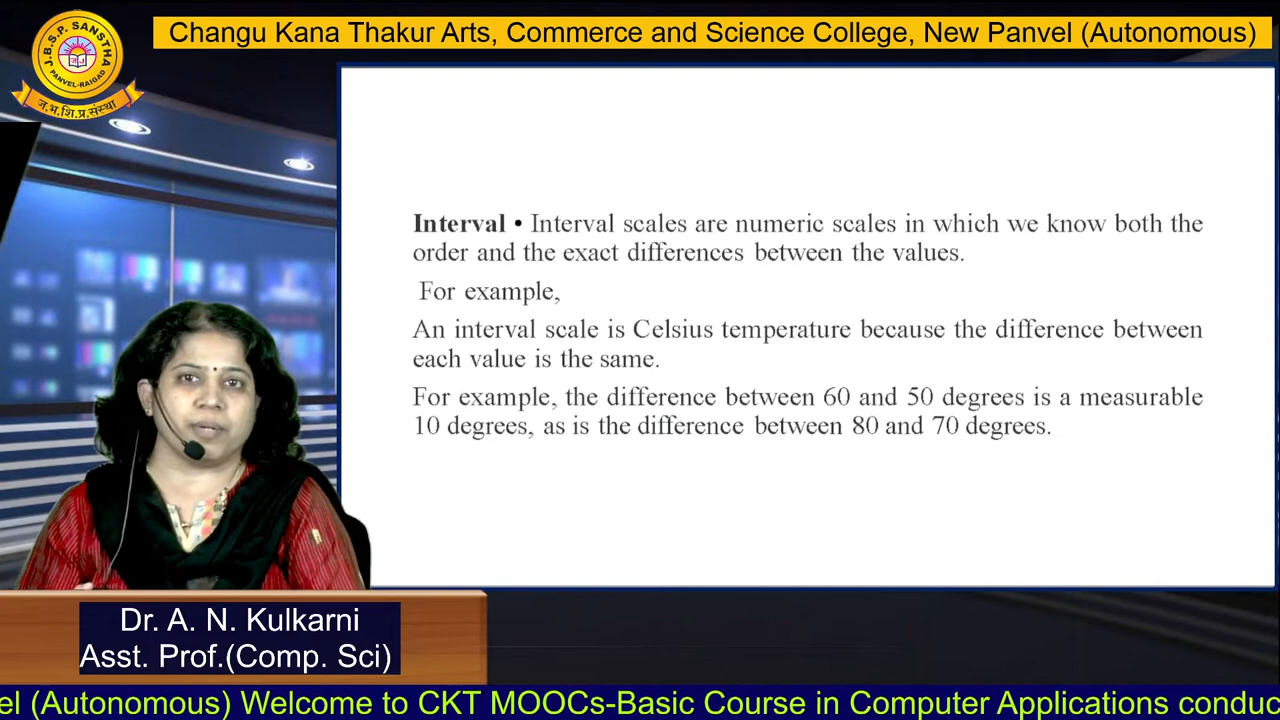 Changu Kana Thakur Arts, Commerce and Science College, New Panvel (Autonomous)
J.B.S.P. SANSTHA
PANVEL-RAIGAD
ज.भ.शि.प्र.संस्था
Interval • Interval scales are numeric scales in which we know both the
order and the exact differences between the values.
For example,
An interval scale is Celsius temperature because the difference between
each value is the same.
For example, the difference between 60 and 50 degrees is a measurable
10 degrees, as is the difference between 80 and 70 degrees.
Dr. A. N. Kulkarni
Asst. Prof.(Comp. Sci)
el (Autonomous) Welcome to CKT MOOCs-Basic Course in Computer Applications conduc